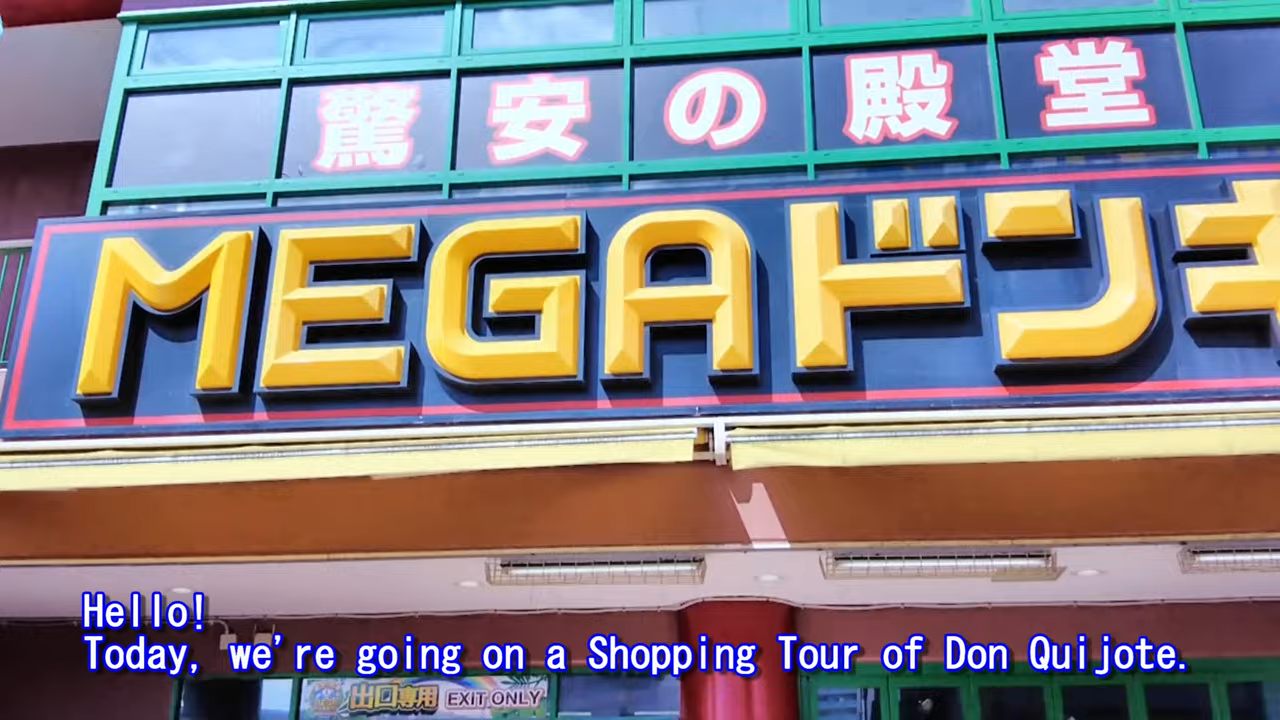 驚安の殿堂
MEGAドンキ
出口専用 EXIT ONLY
Hello!
Today, we're going on a Shopping Tour of Don Quijote.